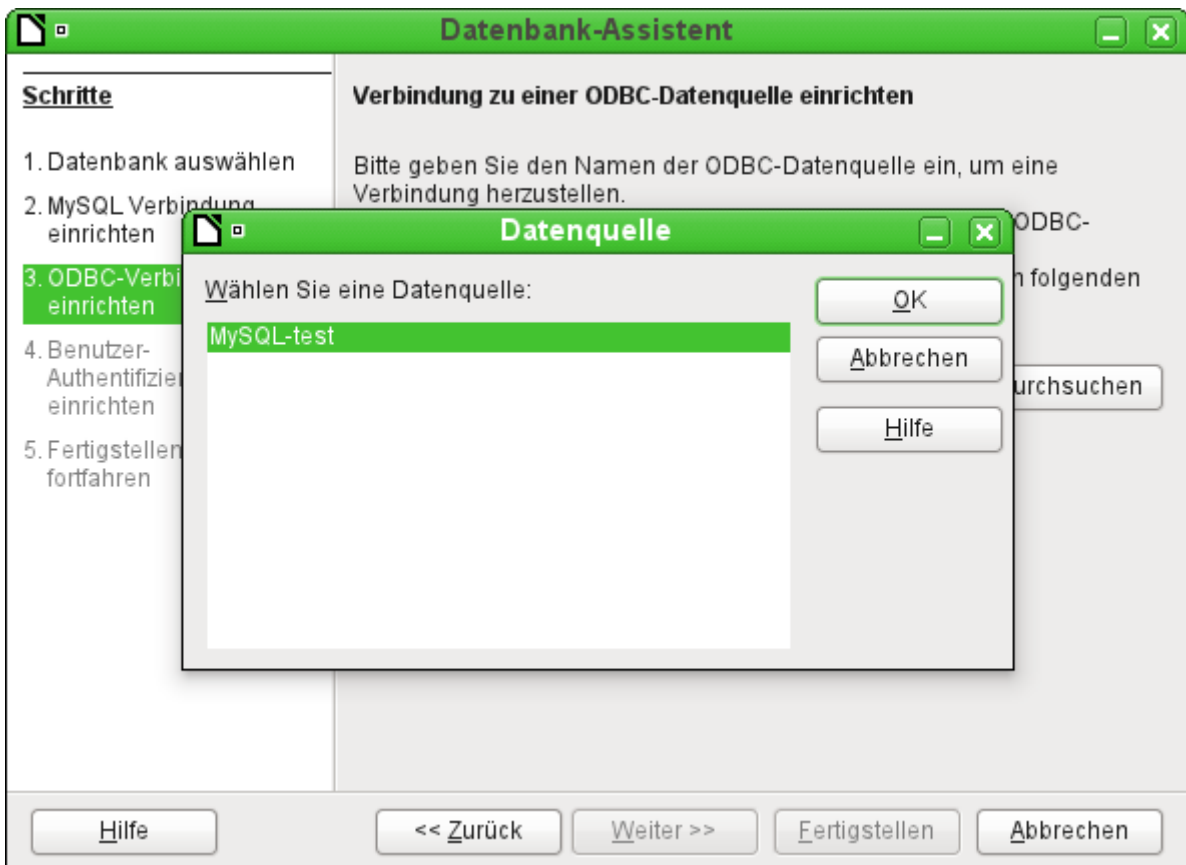 Datenbank-Assistent
Schritte
1. Datenbank auswählen
2. MySQL Verbindung
einrichten
3. ODBC-Verbi
einrichten
4. Benutzer-
Authentifizier
einrichten
5. Fertigstellen
fortfahren
Verbindung zu einer ODBC-Datenquelle einrichten
Bitte geben Sie den Namen der ODBC-Datenquelle ein, um eine
Verbindung herzustellen.
ODBC-
folgenden
urchsuchen
Datenquelle
Wählen Sie eine Datenquelle:
MySQL-test
OK
Abbrechen
Hilfe
Hilfe
<< Zurück
Weiter >>
Fertigstellen
Abbrechen